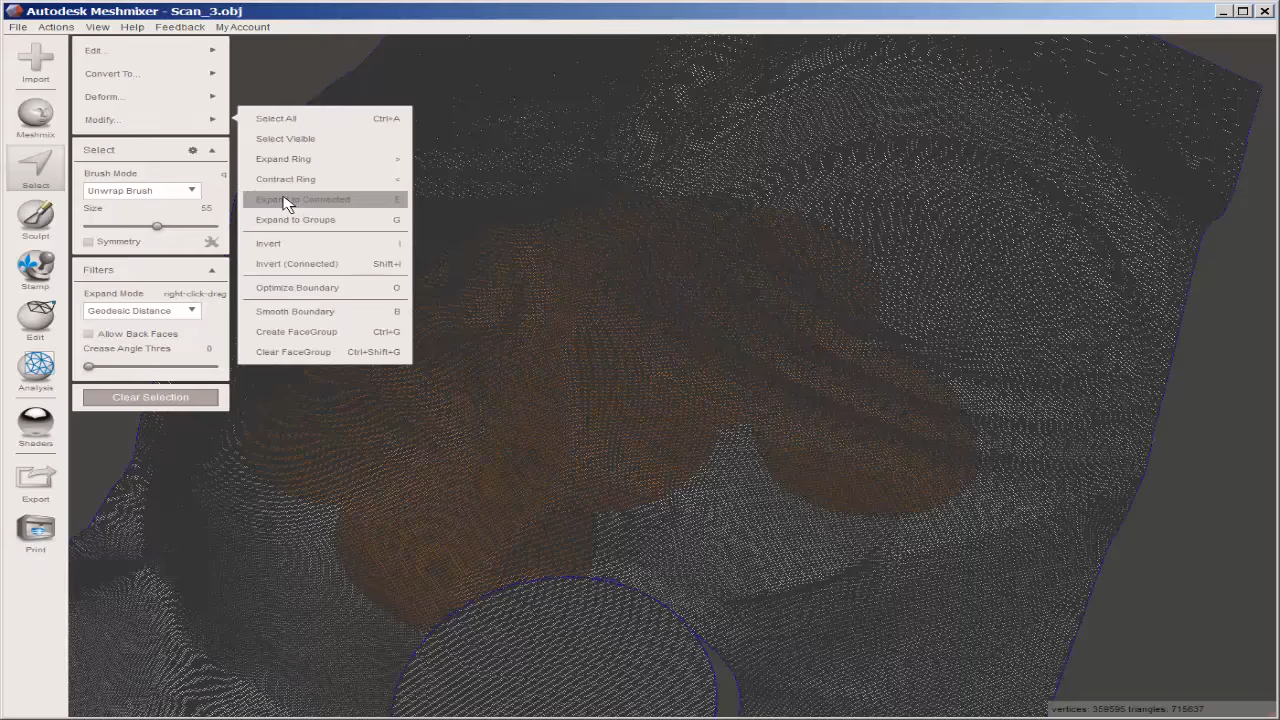 Autodesk Meshmixer - Scan_3.obj
File Actions View Help Feedback My Account
Import
Meshmix
Select
Sculpt
Stamp
Edit
Analysis
Shaders
Export
Print
Edit...
Convert To...
Deform...
Modify...
Select
Brush Mode q
Unwrap Brush
Size 55
Symmetry
Filters
Expand Mode right-click-drag
Geodesic Distance
Allow Back Faces
Crease Angle Thres 0
Clear Selection
Select All Ctrl+A
Select Visible
Expand Ring >
Contract Ring <
Expand to Connected E
Expand to Groups G
Invert I
Invert (Connected) Shift+I
Optimize Boundary O
Smooth Boundary B
Create FaceGroup Ctrl+G
Clear FaceGroup Ctrl+Shift+G
vertices: 359595 triangles, 715637